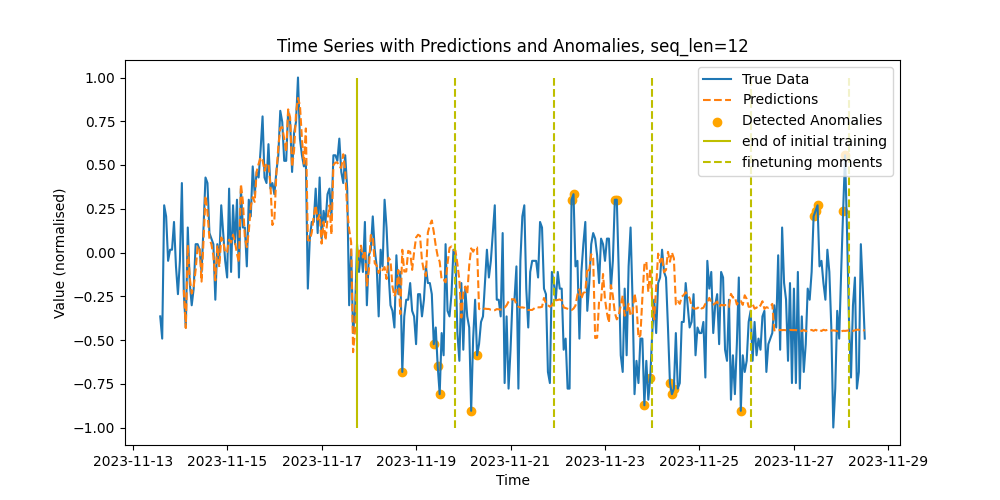 Time Series with Predictions and Anomalies, seq_len=12
True Data
Predictions
Detected Anomalies
end of initial training
finetuning moments
Value (normalised)
1.00
0.75
0.50
0.25
0.00
−0.25
−0.50
−0.75
−1.00
2023-11-13 2023-11-15 2023-11-17 2023-11-19 2023-11-21 2023-11-23 2023-11-25 2023-11-27 2023-11-29
Time